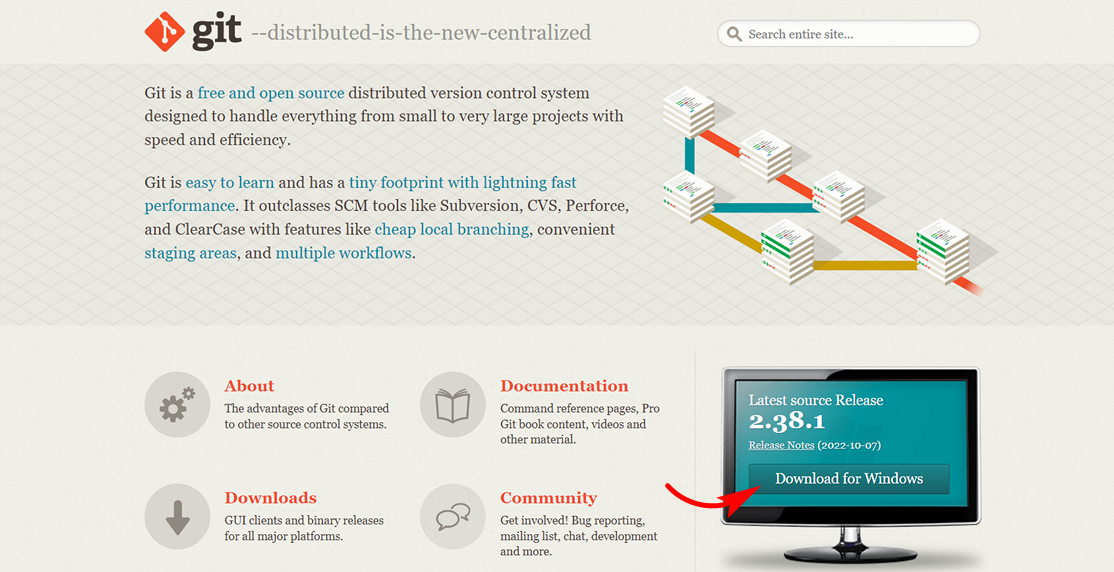 git --distributed-is-the-new-centralized
Search entire site...
Git is a free and open source distributed version control system
designed to handle everything from small to very large projects with
speed and efficiency.
Git is easy to learn and has a tiny footprint with lightning fast
performance. It outclasses SCM tools like Subversion, CVS, Perforce,
and ClearCase with features like cheap local branching, convenient
staging areas, and multiple workflows.
About
The advantages of Git compared
to other source control systems.
Documentation
Command reference pages, Pro
Git book content, videos and
other material.
Downloads
GUI clients and binary releases
for all major platforms.
Community
Get involved! Bug reporting,
mailing list, chat, development
and more.
Latest source Release
2.38.1
Release Notes (2022-10-07)
Download for Windows